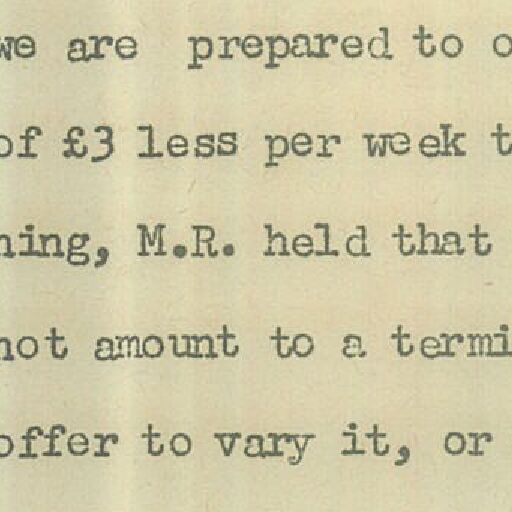 we are prepared to o
of £3 less per week t
ning, M.R. held that
not amount to a termi
offer to vary it, or